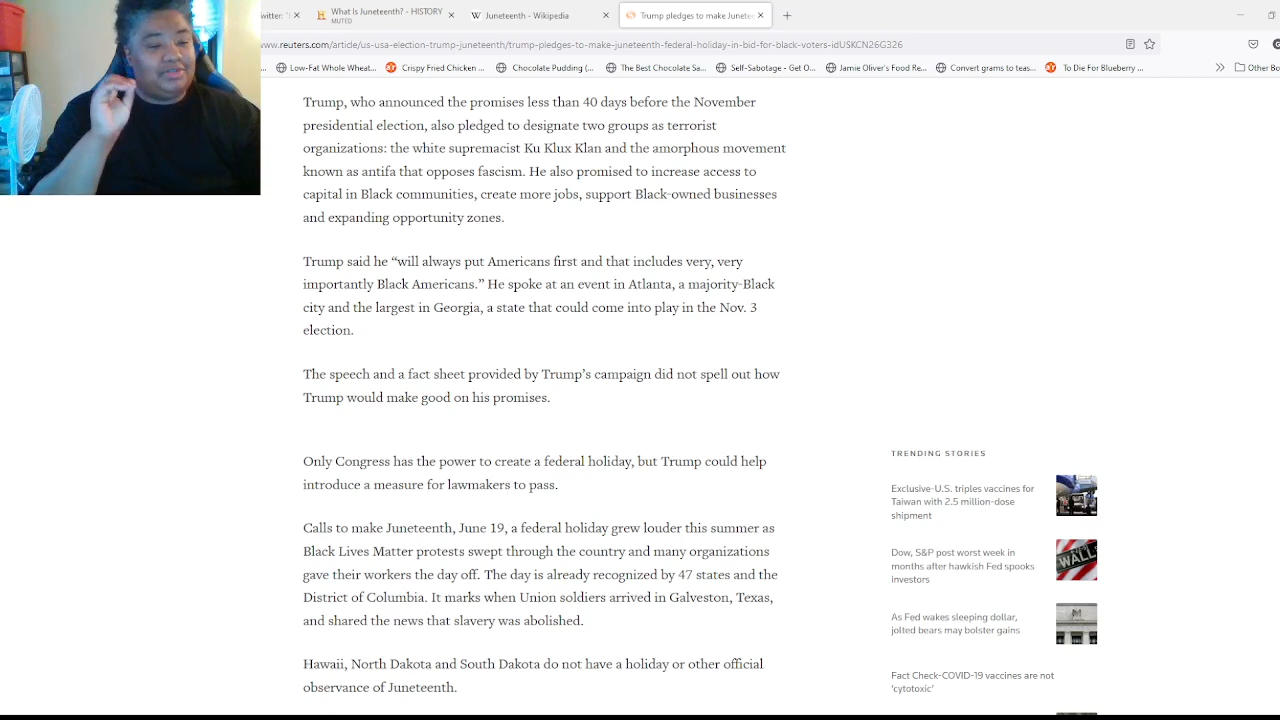 witter: "I
What Is Juneteenth? - HISTORY
MUTED
Juneteenth - Wikipedia
Trump pledges to make Juneteen
www.reuters.com/article/us-usa-election-trump-juneteenth/trump-pledges-to-make-juneteenth-federal-holiday-in-bid-for-black-voters-idUSKCN26G326
Low-Fat Whole Wheat...
Crispy Fried Chicken ...
Chocolate Pudding (...
The Best Chocolate Sa...
Self-Sabotage - Get O...
Jamie Oliver's Food Re...
Convert grams to teas...
To Die For Blueberry ...
Other Bo
Trump, who announced the promises less than 40 days before the November
presidential election, also pledged to designate two groups as terrorist
organizations: the white supremacist Ku Klux Klan and the amorphous movement
known as antifa that opposes fascism. He also promised to increase access to
capital in Black communities, create more jobs, support Black-owned businesses
and expanding opportunity zones.
Trump said he “will always put Americans first and that includes very, very
importantly Black Americans.” He spoke at an event in Atlanta, a majority-Black
city and the largest in Georgia, a state that could come into play in the Nov. 3
election.
The speech and a fact sheet provided by Trump’s campaign did not spell out how
Trump would make good on his promises.
Only Congress has the power to create a federal holiday, but Trump could help
introduce a measure for lawmakers to pass.
Calls to make Juneteenth, June 19, a federal holiday grew louder this summer as
Black Lives Matter protests swept through the country and many organizations
gave their workers the day off. The day is already recognized by 47 states and the
District of Columbia. It marks when Union soldiers arrived in Galveston, Texas,
and shared the news that slavery was abolished.
Hawaii, North Dakota and South Dakota do not have a holiday or other official
observance of Juneteenth.
TRENDING STORIES
Exclusive-U.S. triples vaccines for
Taiwan with 2.5 million-dose
shipment
Dow, S&P post worst week in
months after hawkish Fed spooks
investors
WALL
As Fed wakes sleeping dollar,
jolted bears may bolster gains
Fact Check-COVID-19 vaccines are not
‘cytotoxic’